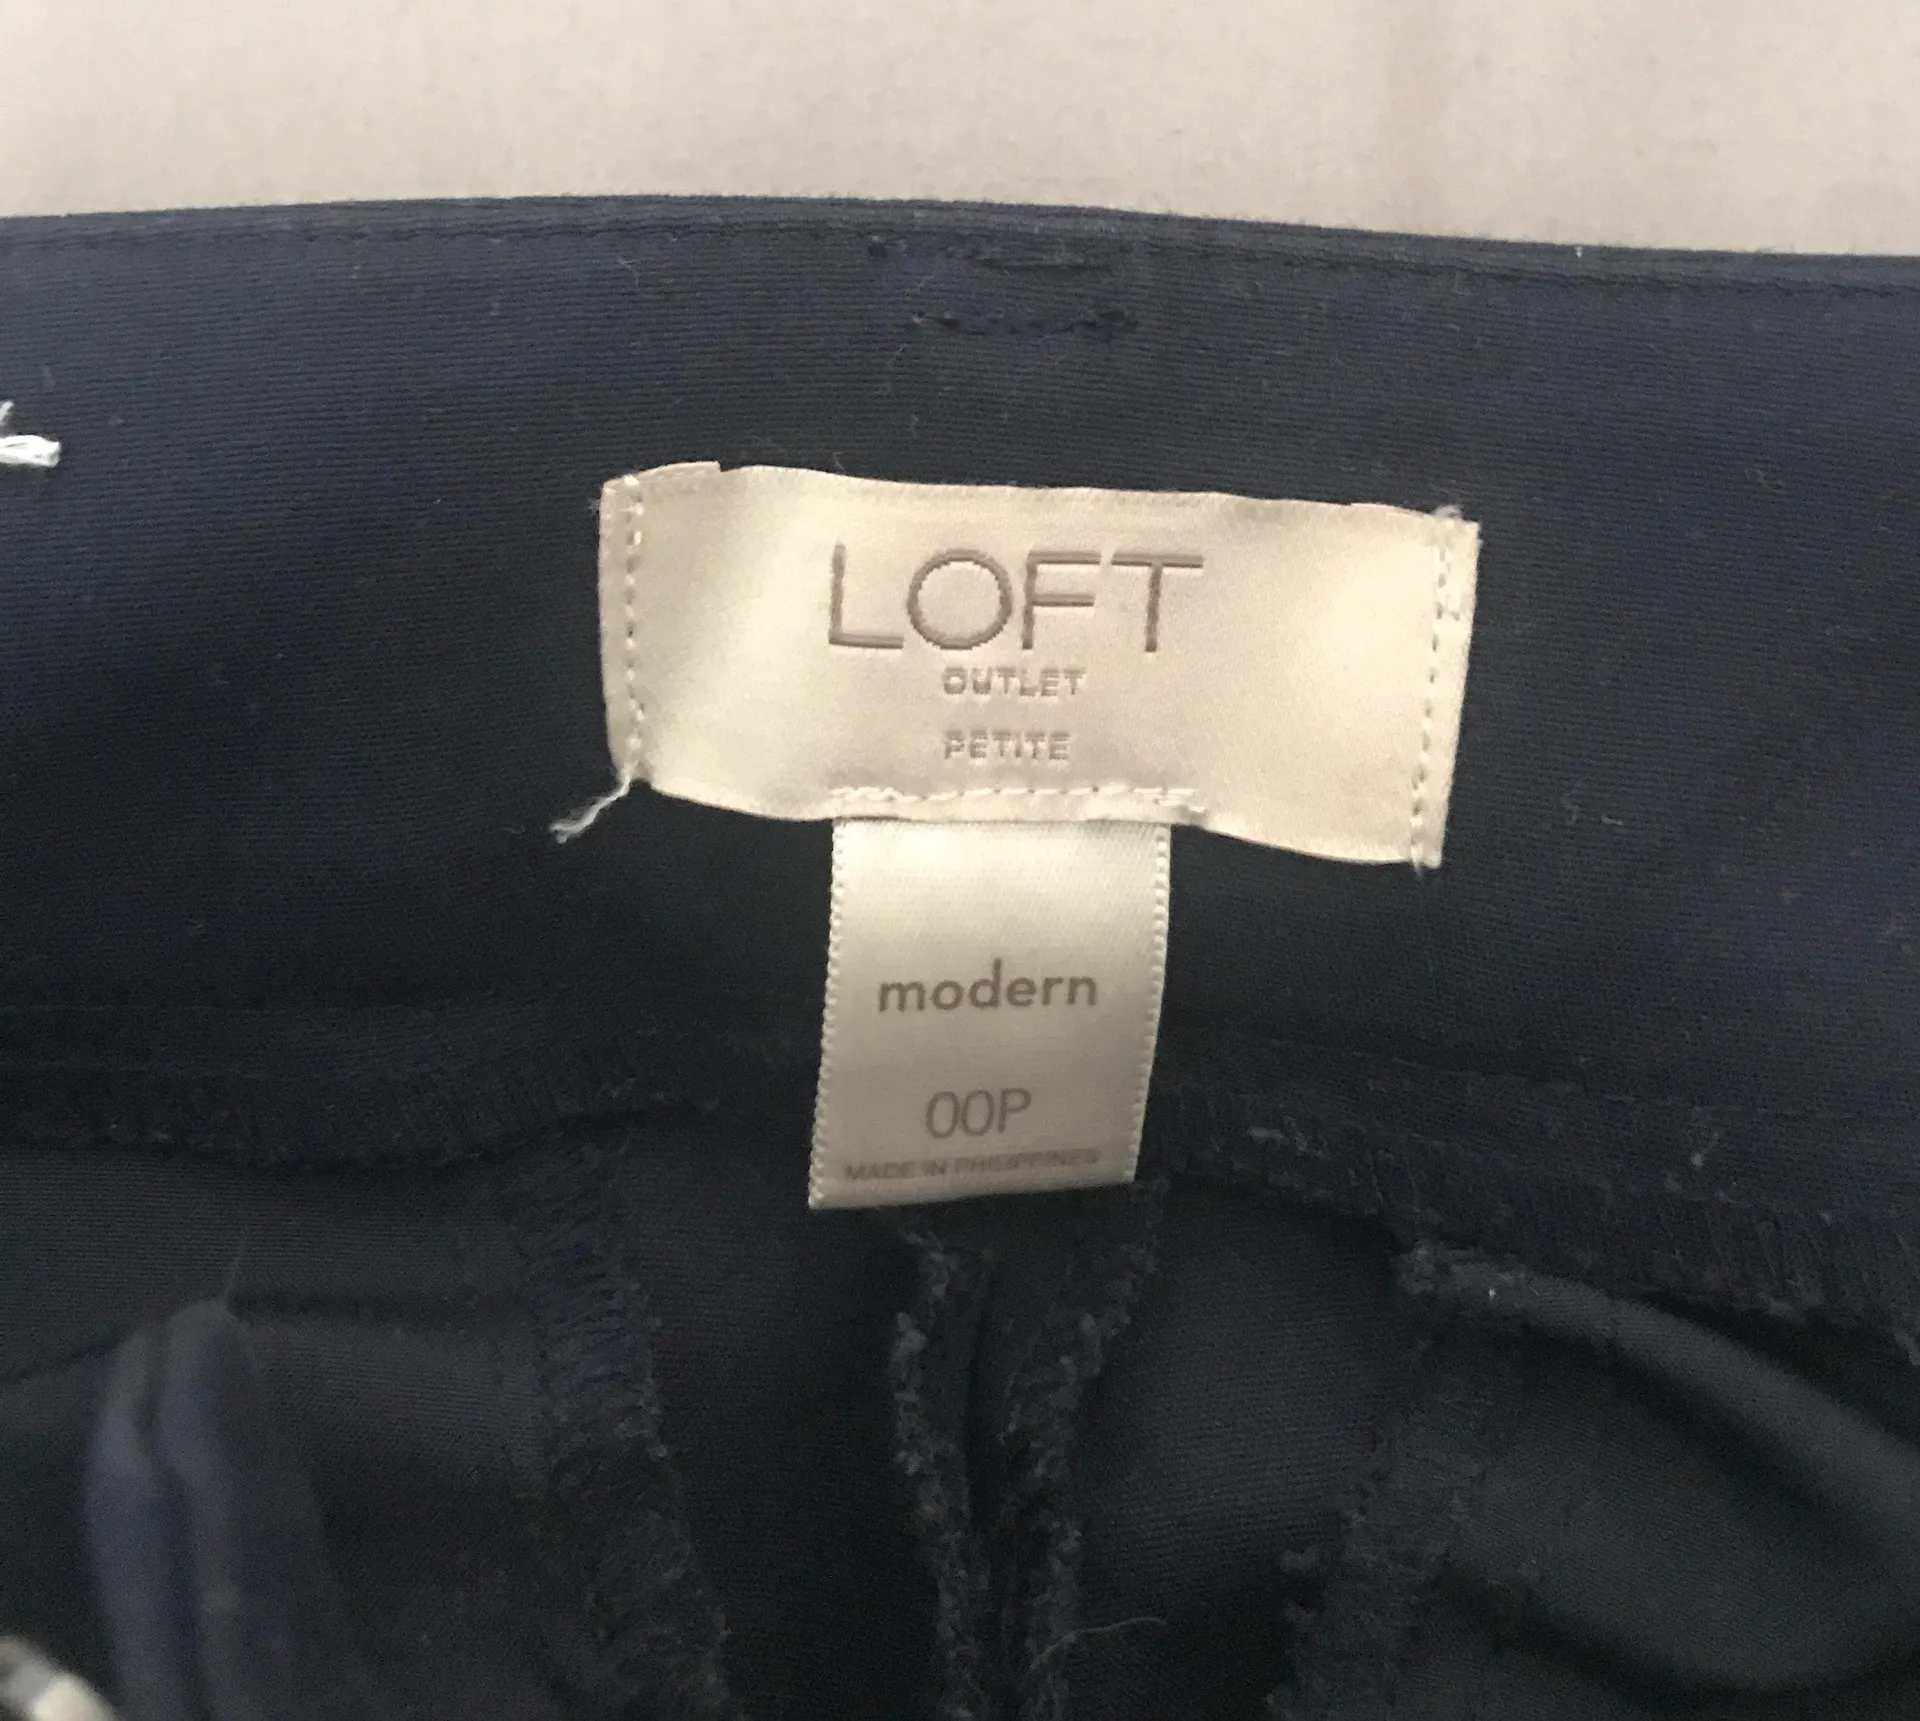 LOFT
OUTLET
PETITE
modern
00P
MADE IN PHILIPPINES